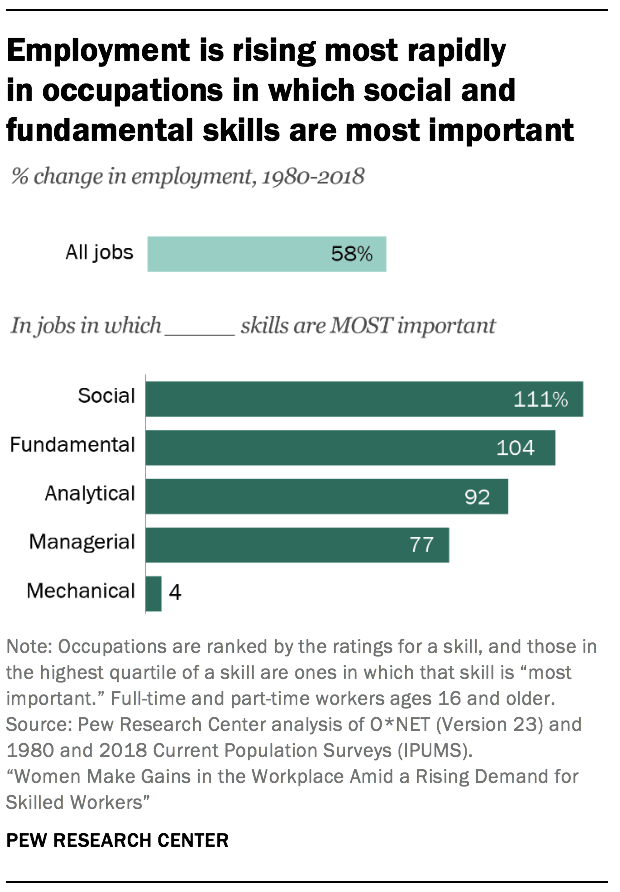 Employment is rising most rapidly
in occupations in which social and
fundamental skills are most important
% change in employment, 1980-2018
All jobs 58%
In jobs in which _____ skills are MOST important
Social 111%
Fundamental 104
Analytical 92
Managerial 77
Mechanical 4
Note: Occupations are ranked by the ratings for a skill, and those in
the highest quartile of a skill are ones in which that skill is “most
important.” Full-time and part-time workers ages 16 and older.
Source: Pew Research Center analysis of O*NET (Version 23) and
1980 and 2018 Current Population Surveys (IPUMS).
“Women Make Gains in the Workplace Amid a Rising Demand for
Skilled Workers”
PEW RESEARCH CENTER